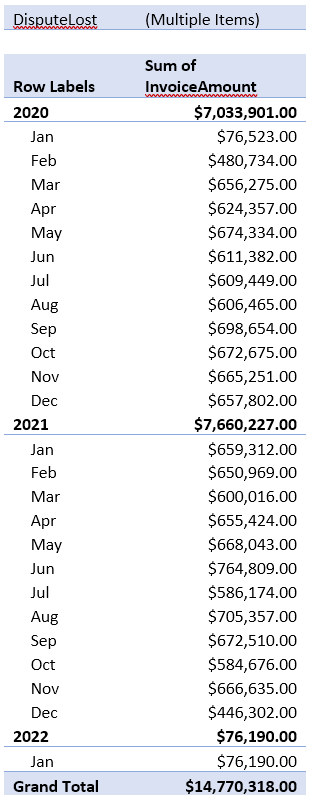 DisputeLost (Multiple Items)
Sum of
Row Labels InvoiceAmount
2020 $7,033,901.00
Jan $76,523.00
Feb $480,734.00
Mar $656,275.00
Apr $624,357.00
May $674,334.00
Jun $611,382.00
Jul $609,449.00
Aug $606,465.00
Sep $698,654.00
Oct $672,675.00
Nov $665,251.00
Dec $657,802.00
2021 $7,660,227.00
Jan $659,312.00
Feb $650,969.00
Mar $600,016.00
Apr $655,424.00
May $668,043.00
Jun $764,809.00
Jul $586,174.00
Aug $705,357.00
Sep $672,510.00
Oct $584,676.00
Nov $666,635.00
Dec $446,302.00
2022 $76,190.00
Jan $76,190.00
Grand Total $14,770,318.00